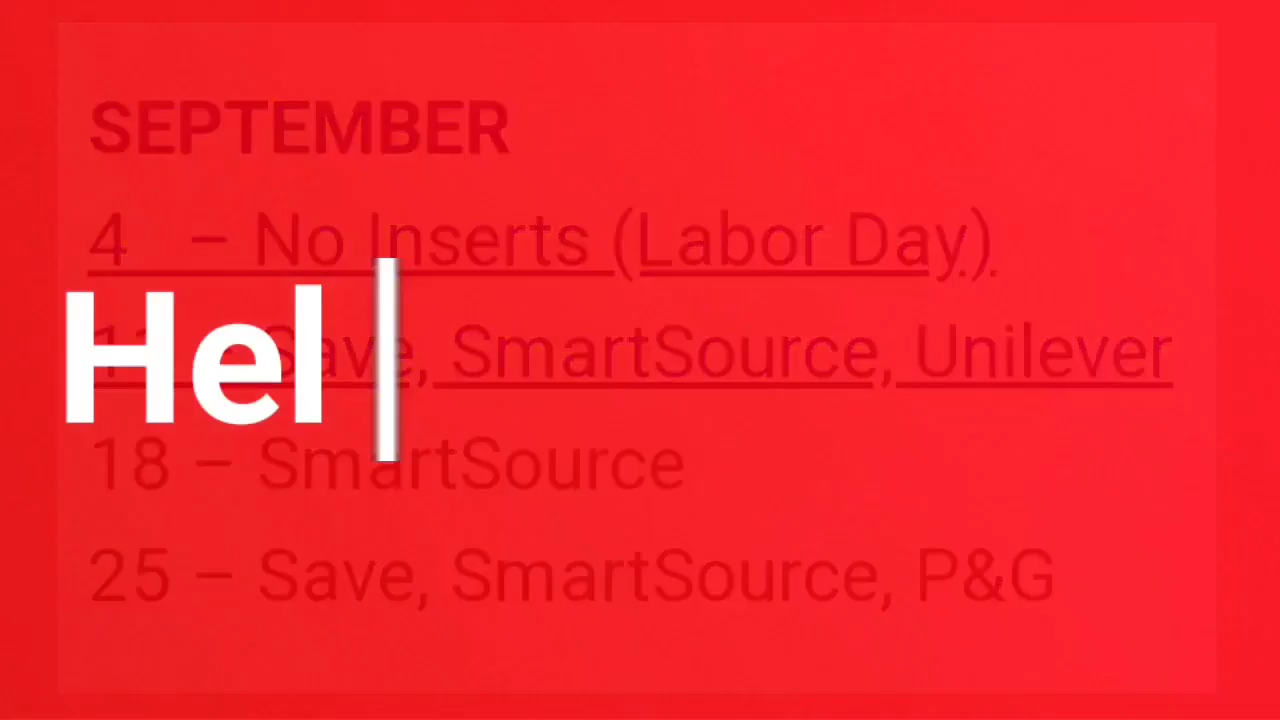 SEPTEMBER
4 – No Inserts (Labor Day).
Hel
Save, SmartSource, Unilever
18 – SmartSource
25 – Save, SmartSource, P&G